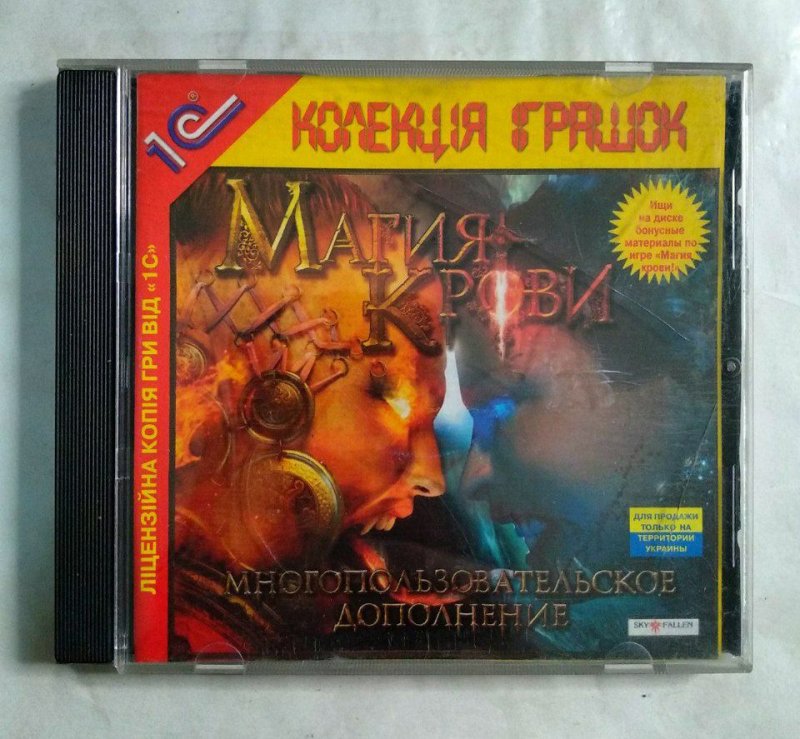 1С
КОЛЕКЦІЯ ІГРАШОК
МАГИЯ
КРОВИ
Ищи
на диске
бонусные
материалы по
игре «Магия
крови!»
ЛІЦЕНЗІЙНА КОПІЯ ГРИ ВІД «1С»
ДЛЯ ПРОДАЖИ
ТОЛЬКО НА
ТЕРРИТОРИИ
УКРАИНЫ
МНОГОПОЛЬЗОВАТЕЛЬСКОЕ
ДОПОЛНЕНИЕ
SKY FALLEN